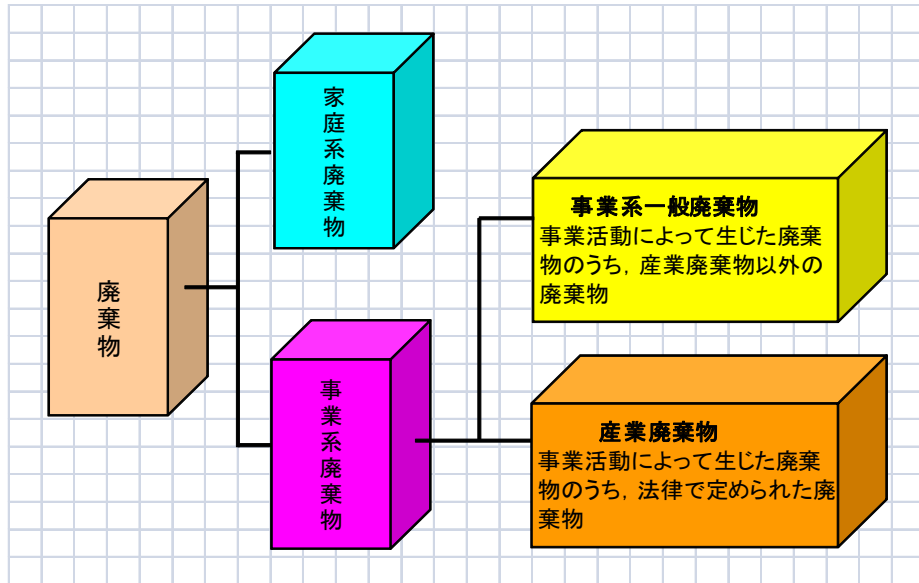 廃棄物
家庭系廃棄物
事業系廃棄物
事業系一般廃棄物
事業活動によって生じた廃棄
物のうち，産業廃棄物以外の
廃棄物
産業廃棄物
事業活動によって生じた廃棄
物のうち，法律で定められた廃
棄物